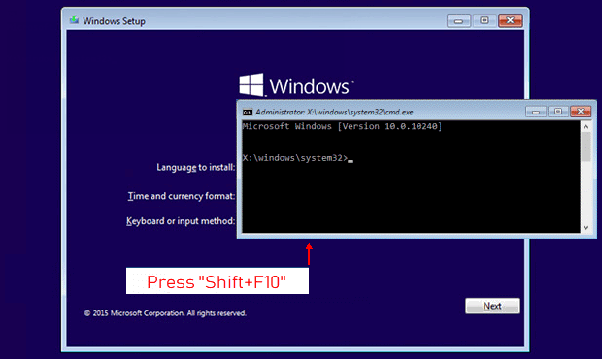 Windows Setup
Windows
Administrator: X:\windows\system32\cmd.exe
Microsoft Windows [Version 10.0.10240]
X:\windows\system32>_
Language to install:
Time and currency format:
Keyboard or input method:
Press "Shift+F10"
Next
© 2015 Microsoft Corporation. All rights reserved.